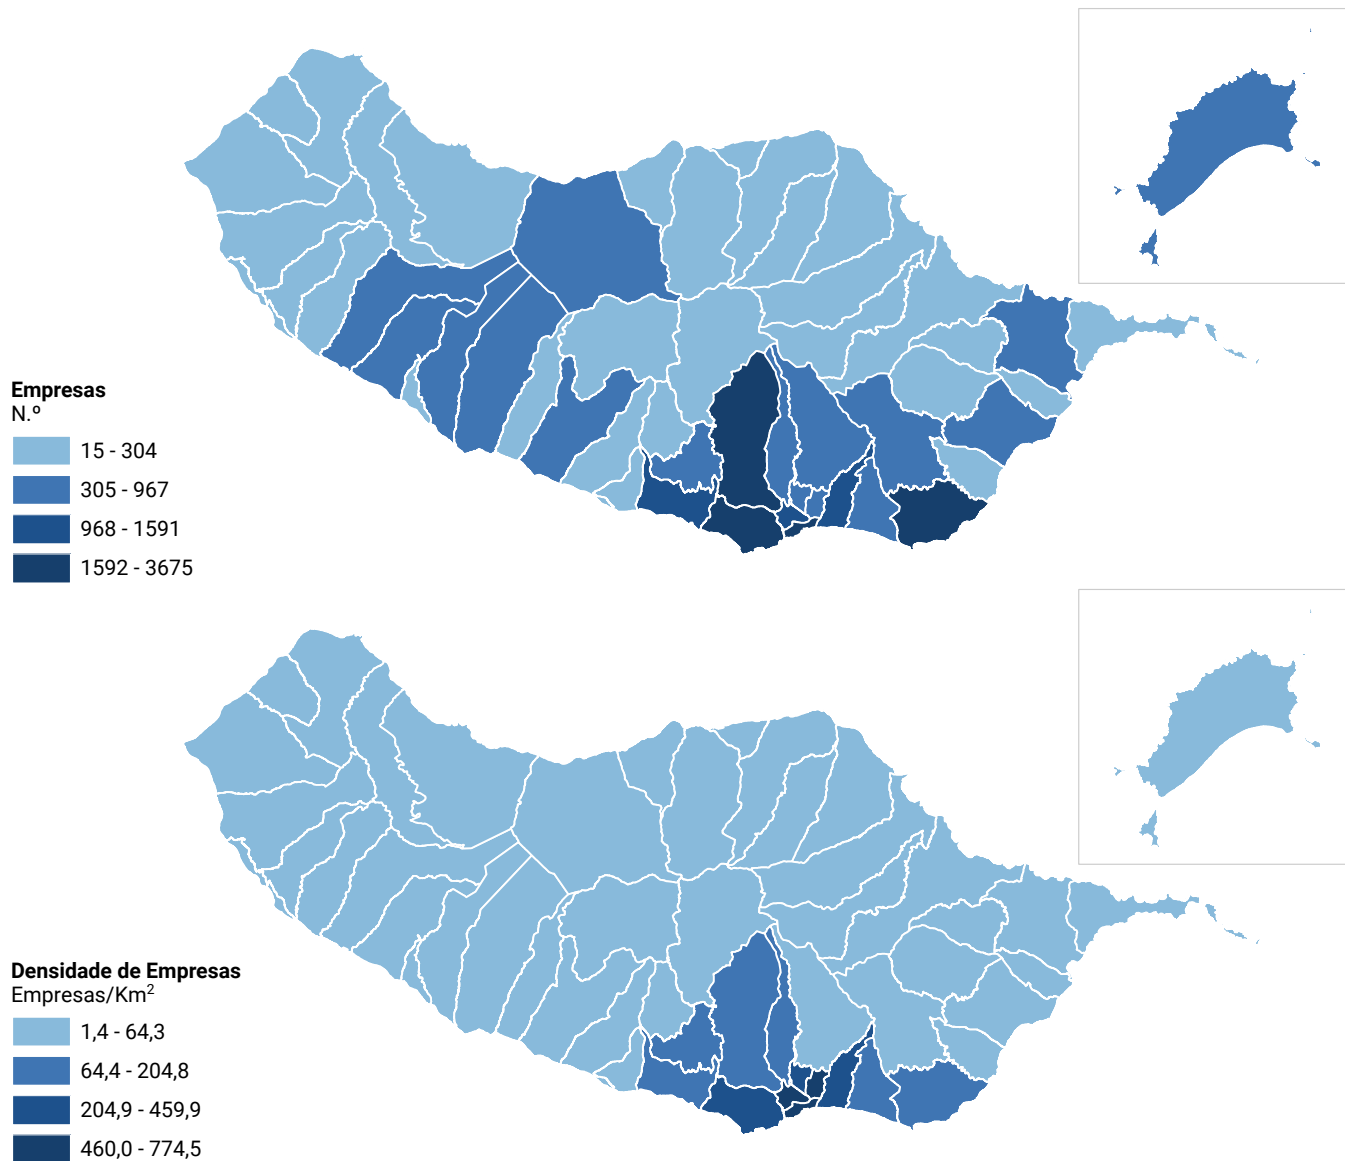 Empresas
N.º
15 - 304
305 - 967
968 - 1591
1592 - 3675
Densidade de Empresas
Empresas/Km²
1,4 - 64,3
64,4 - 204,8
204,9 - 459,9
460,0 - 774,5